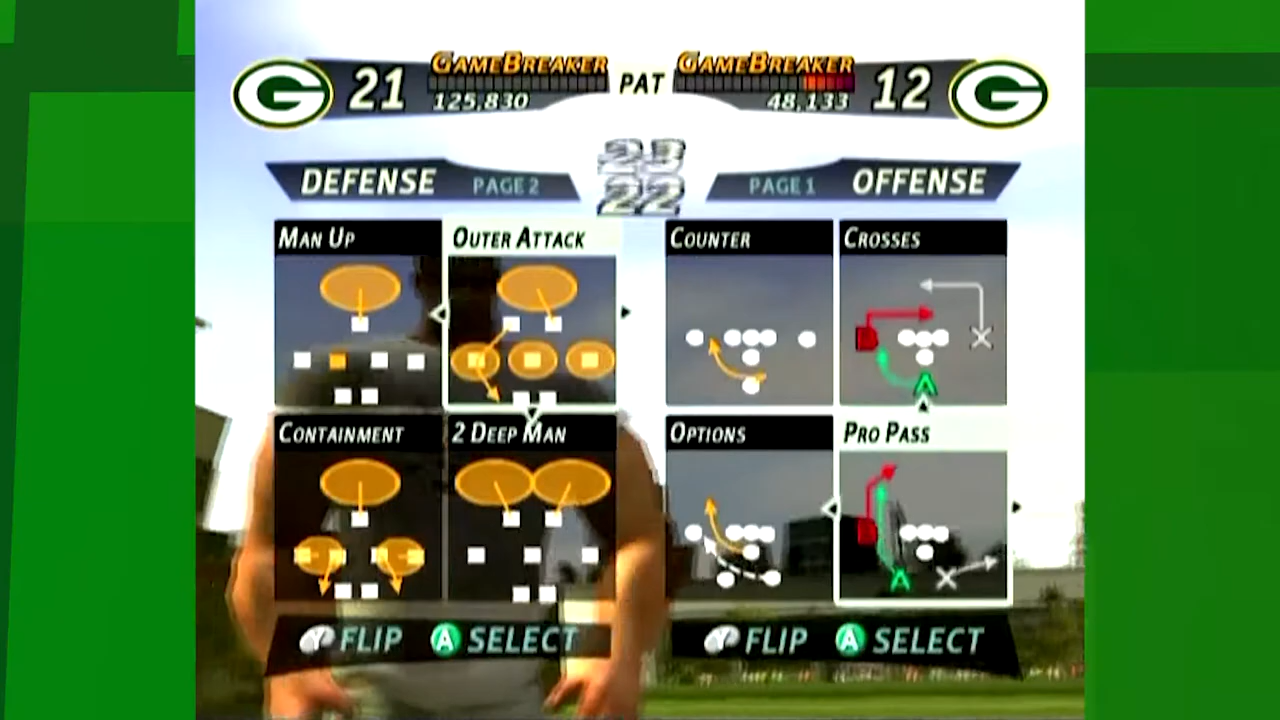 G 21 GAMEBREAKER PAT GAMEBREAKER 12 G
125,830 48,133
23
22
DEFENSE PAGE 2 PAGE 1 OFFENSE
MAN UP OUTER ATTACK COUNTER CROSSES
B X
A
CONTAINMENT 2 DEEP MAN OPTIONS PRO PASS
B
A X
Y FLIP A SELECT Y FLIP A SELECT